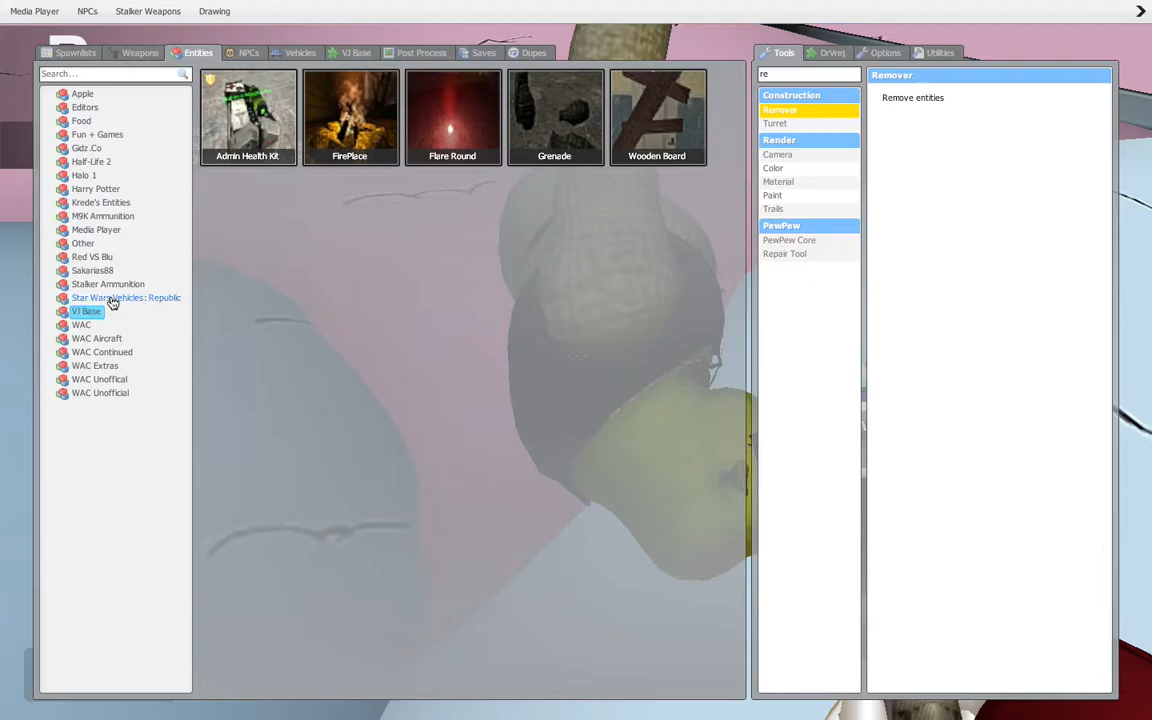 Media Player NPCs Stalker Weapons Drawing
Spawnlists Weapons Entities NPCs Vehicles VJ Base Post Process Saves Dupes
Tools DrVrej Options Utilities
Search...
Apple
Editors
Food
Fun + Games
Gidz.Co
Half-Life 2
Halo 1
Harry Potter
Krede's Entities
M9K Ammunition
Media Player
Other
Red VS Blu
Sakarias88
Stalker Ammunition
Star Wars Vehicles: Republic
VJ Base
WAC
WAC Aircraft
WAC Continued
WAC Extras
WAC Unoffical
WAC Unofficial
Admin Health Kit
FirePlace
Flare Round
Grenade
Wooden Board
re
Construction
Remover
Turret
Render
Camera
Color
Material
Paint
Trails
PewPew
PewPew Core
Repair Tool
Remover
Remove entities